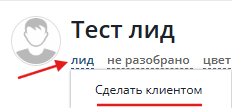 Тест лид
лид не разобрано цвет
Сделать клиентом